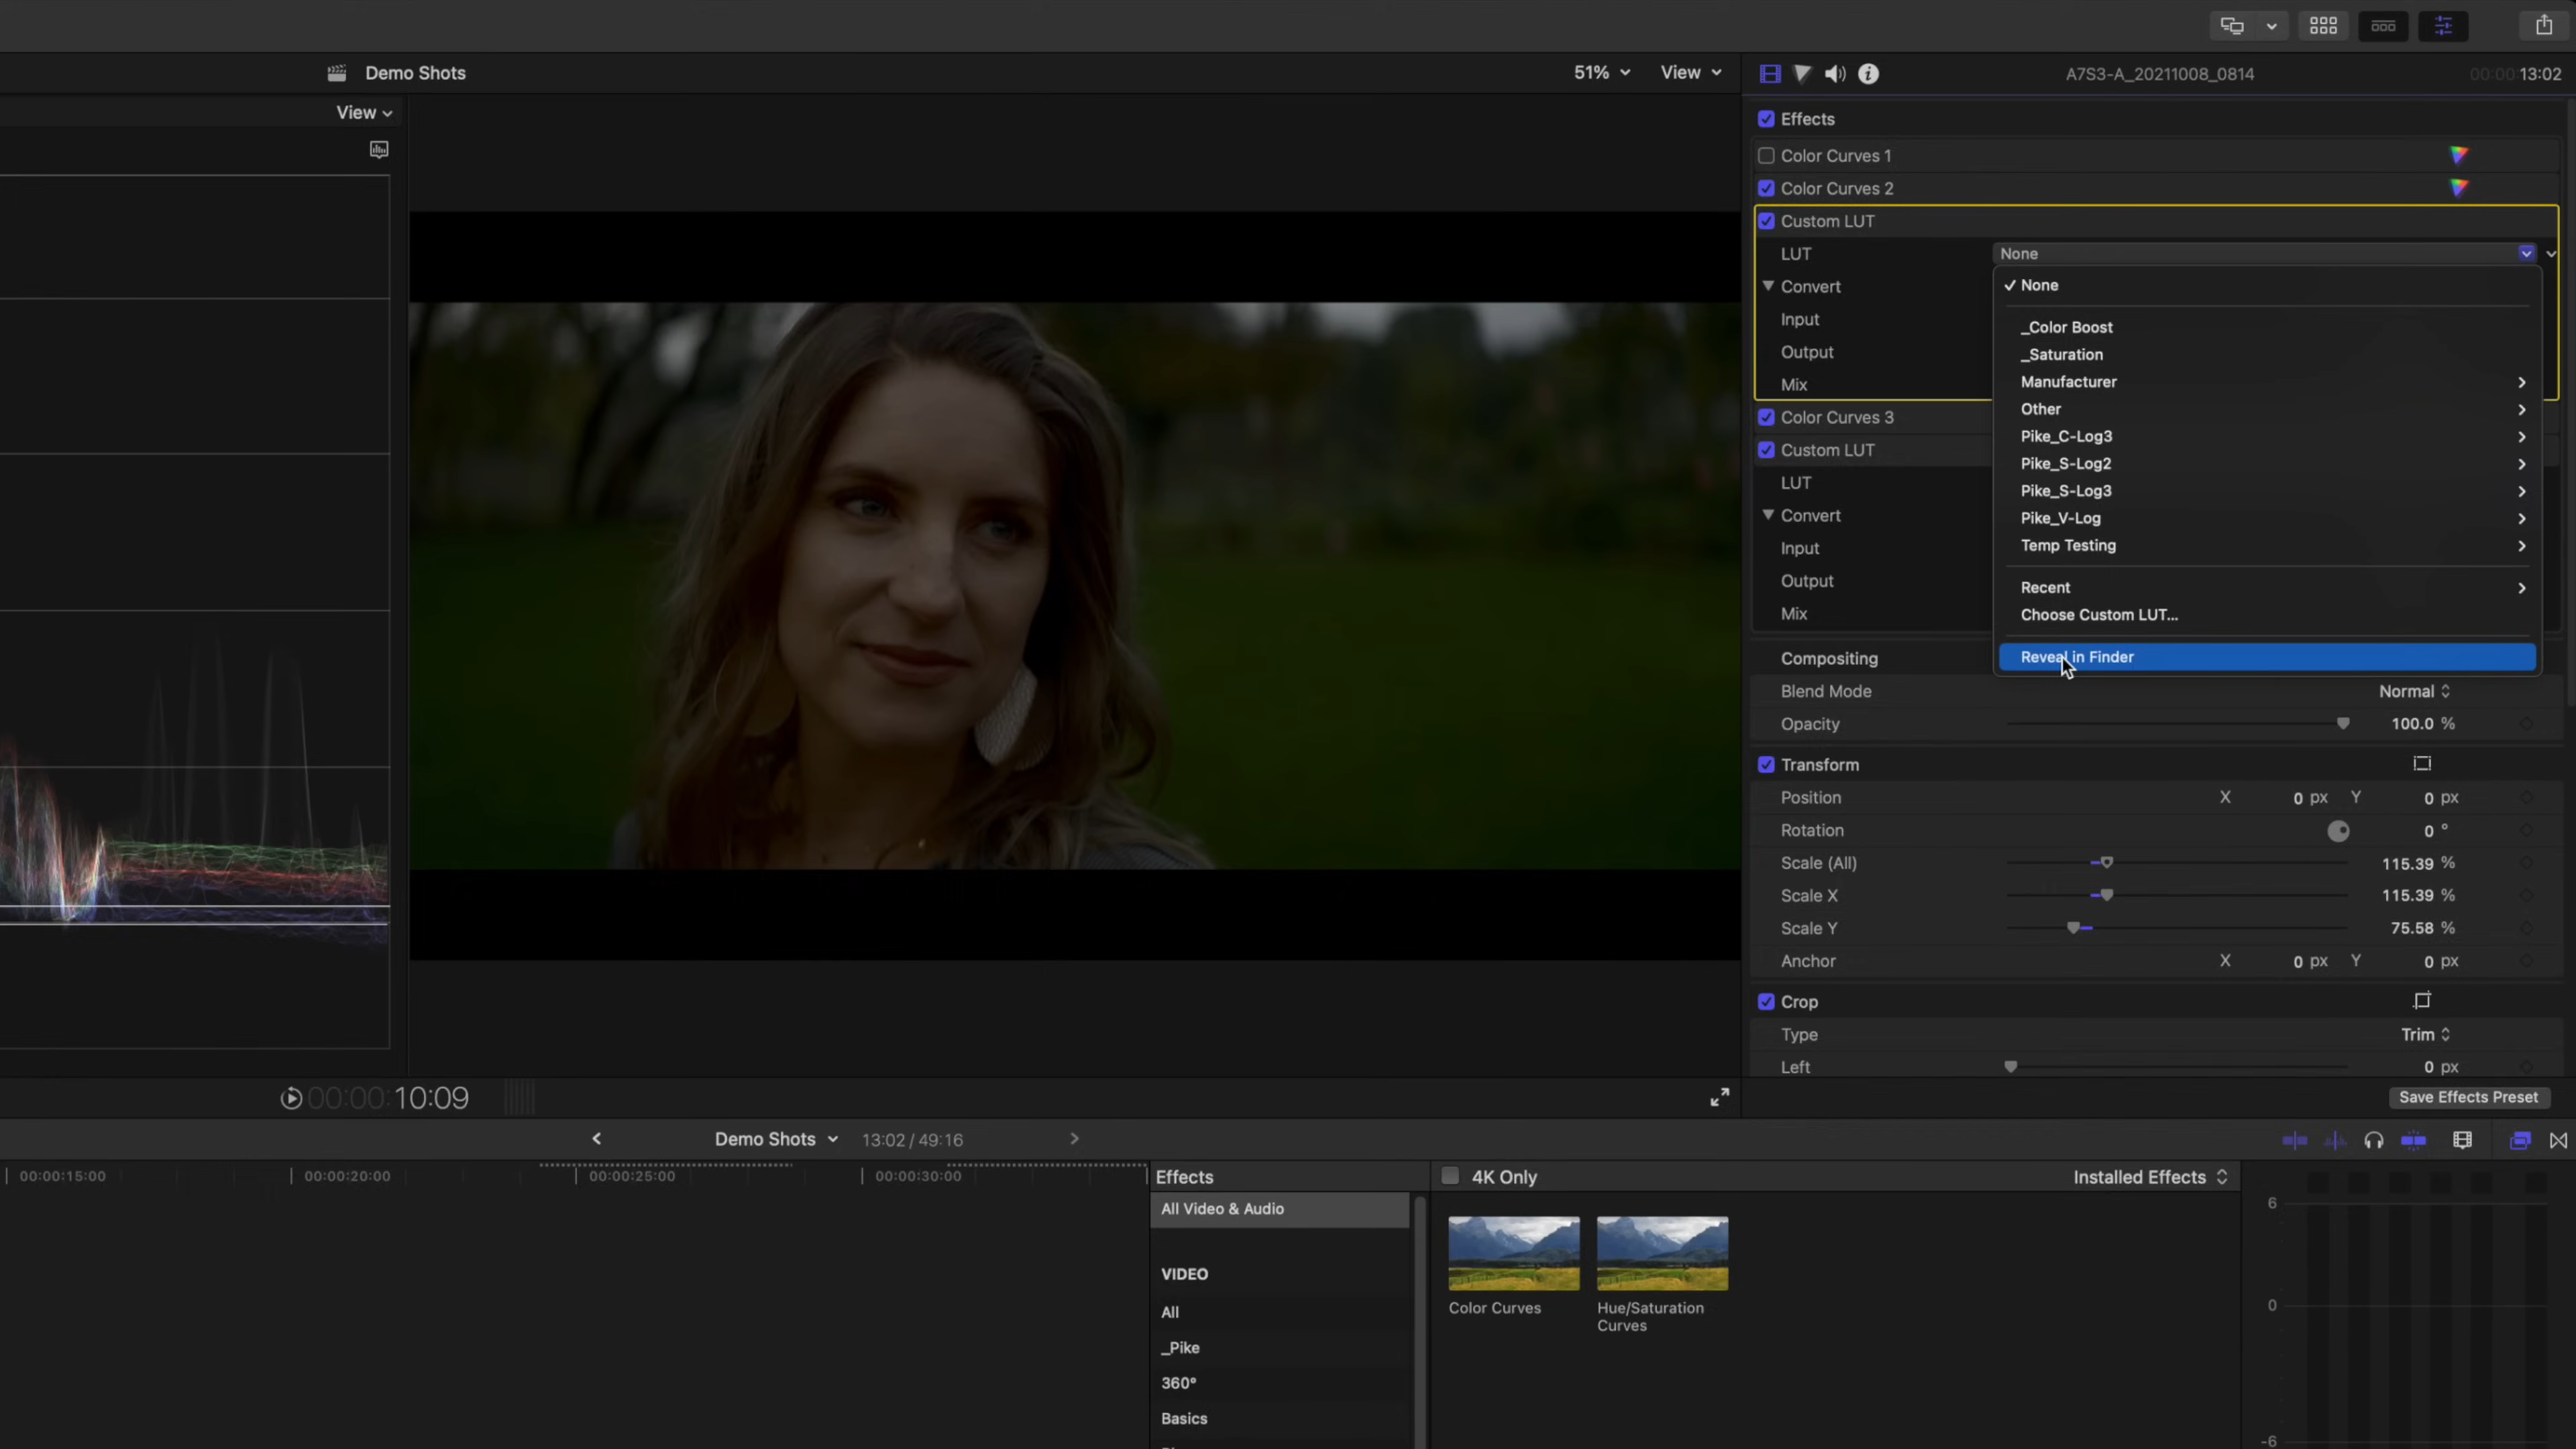 Demo Shots
51%
View
A7S3-A_20211008_0814
00:00:13:02
View
Effects
Color Curves 1
Color Curves 2
Custom LUT
LUT
None
Convert
Input
Output
Mix
None
_Color Boost
_Saturation
Manufacturer
Other
Pike_C-Log3
Pike_S-Log2
Pike_S-Log3
Pike_V-Log
Temp Testing
Recent
Choose Custom LUT...
Reveal in Finder
Color Curves 3
Custom LUT
LUT
Convert
Input
Output
Mix
Compositing
Blend Mode
Normal
Opacity
100.0 %
Transform
Position
X 0 px Y 0 px
Rotation
0 °
Scale (All)
115.39 %
Scale X
115.39 %
Scale Y
75.58 %
Anchor
X 0 px Y 0 px
Crop
Type
Trim
Left
0 px
00:00:10:09
Save Effects Preset
Demo Shots
13:02 / 49:16
00:00:15:00
00:00:20:00
00:00:25:00
00:00:30:00
Effects
4K Only
Installed Effects
All Video & Audio
VIDEO
All
_Pike
360°
Basics
Color Curves
Hue/Saturation
Curves
6
0
-6